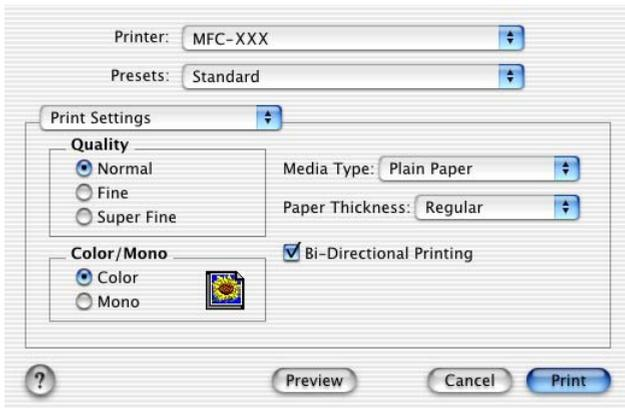 Printer: MFC-XXX
Presets: Standard
Print Settings
Quality
Normal
Fine
Super Fine
Media Type: Plain Paper
Paper Thickness: Regular
Color/Mono
Color
Mono
Bi-Directional Printing
?
Preview
Cancel
Print